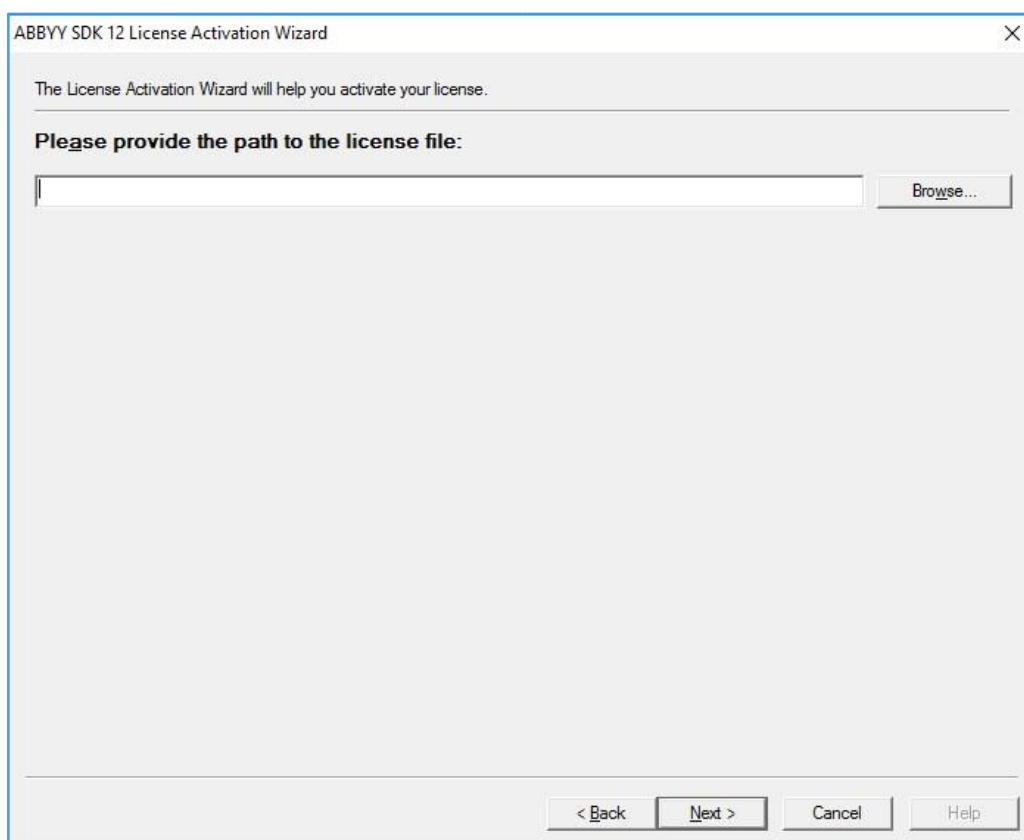 ABBYY SDK 12 License Activation Wizard
The License Activation Wizard will help you activate your license.
Please provide the path to the license file:
Browse...
< Back
Next >
Cancel
Help